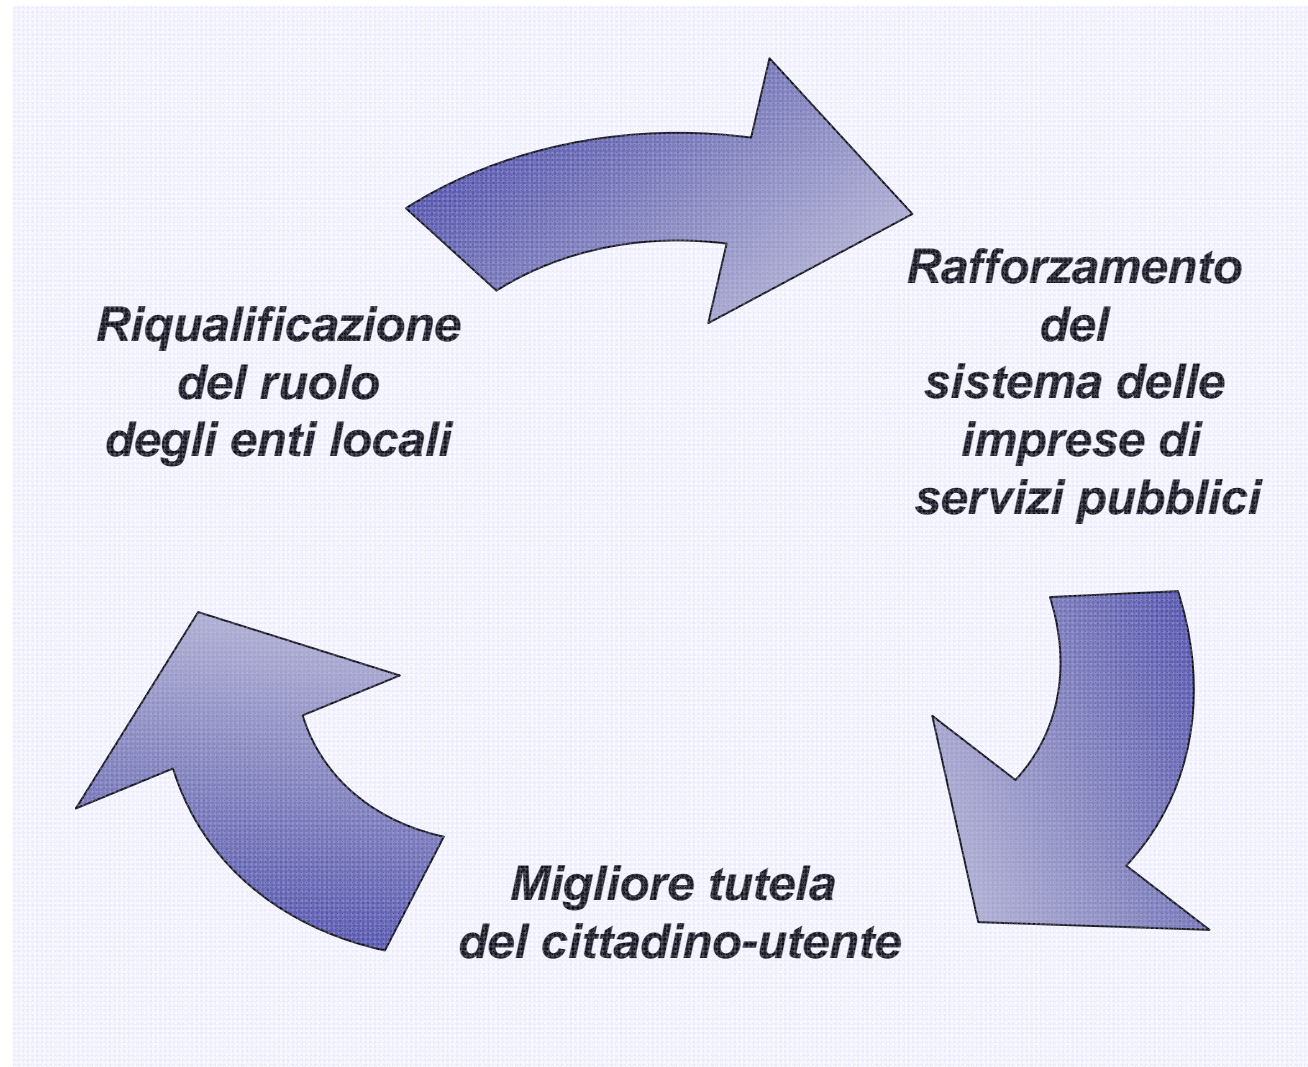 Riqualificazione
del ruolo
degli enti locali
Rafforzamento
del
sistema delle
imprese di
servizi pubblici
Migliore tutela
del cittadino-utente